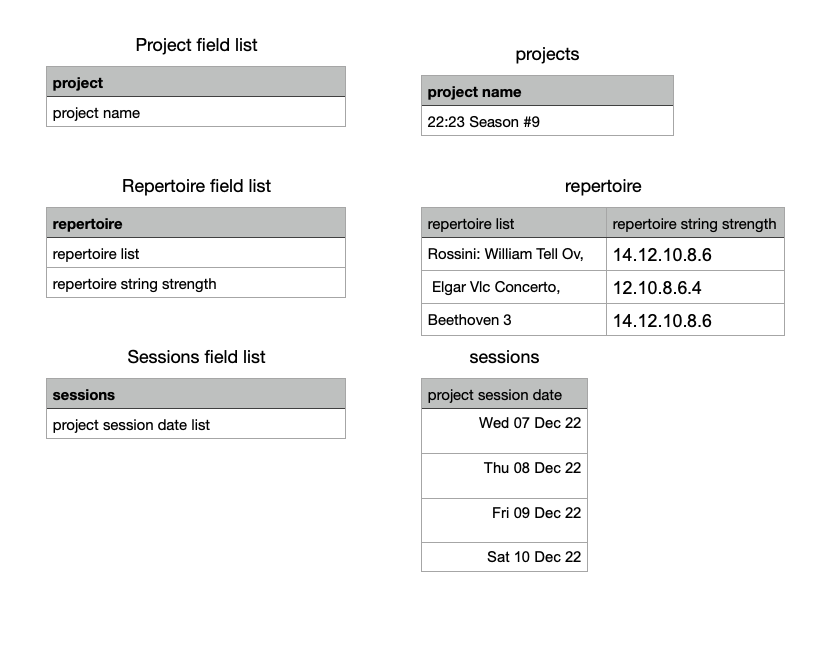 Project field list
project
project name
projects
project name
22:23 Season #9
Repertoire field list
repertoire
repertoire list
repertoire string strength
repertoire
repertoire list repertoire string strength
Rossini: William Tell Ov, 14.12.10.8.6
Elgar Vlc Concerto, 12.10.8.6.4
Beethoven 3 14.12.10.8.6
Sessions field list
sessions
project session date list
sessions
project session date
Wed 07 Dec 22
Thu 08 Dec 22
Fri 09 Dec 22
Sat 10 Dec 22